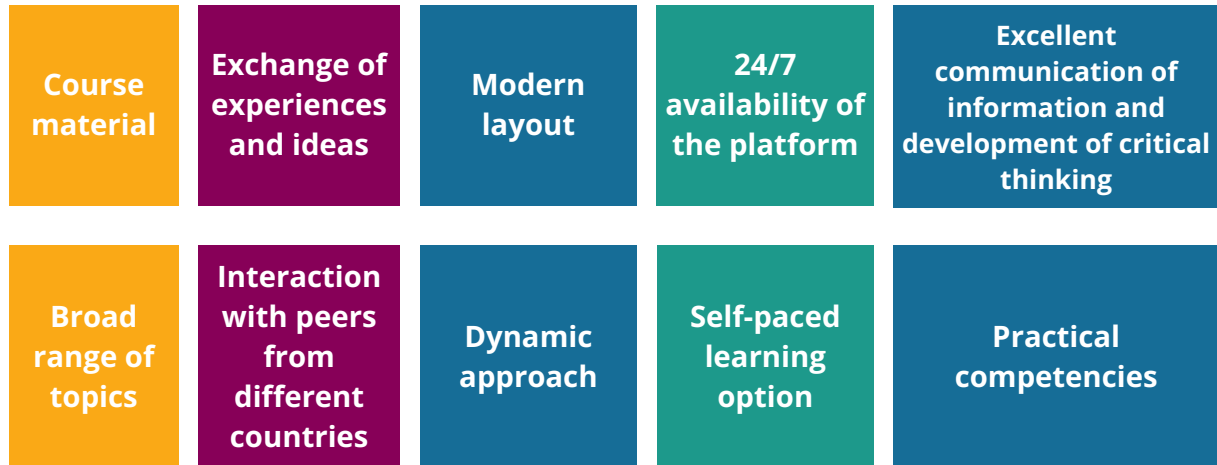 Course
material
Exchange of
experiences
and ideas
Modern
layout
24/7
availability of
the platform
Excellent
communication of
information and
development of critical
thinking
Broad
range of
topics
Interaction
with peers
from
different
countries
Dynamic
approach
Self-paced
learning
option
Practical
competencies